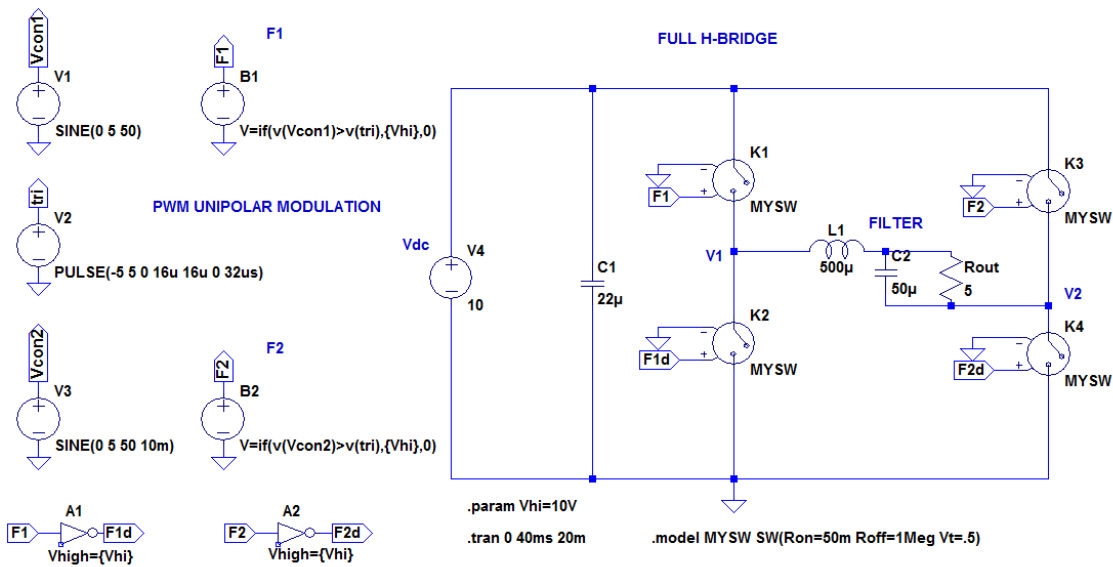 Vcon1
V1
SINE(0 5 50)
F1
F1
B1
V=if(v(Vcon1)>v(tri),{Vhi},0)
FULL H-BRIDGE
tri
V2
PULSE(-5 5 0 16u 16u 0 32us)
PWM UNIPOLAR MODULATION
Vcon2
V3
SINE(0 5 50 10m)
F2
F2
B2
V=if(v(Vcon2)>v(tri),{Vhi},0)
F1
A1
F1d
Vhigh={Vhi}
F2
A2
F2d
Vhigh={Vhi}
Vdc
V4
10
C1
22µ
K1
F1
MYSW
V1
K2
F1d
MYSW
L1
500µ
FILTER
C2
50µ
Rout
5
K3
F2
MYSW
V2
K4
F2d
MYSW
.param Vhi=10V
.tran 0 40ms 20m
.model MYSW SW(Ron=50m Roff=1Meg Vt=.5)